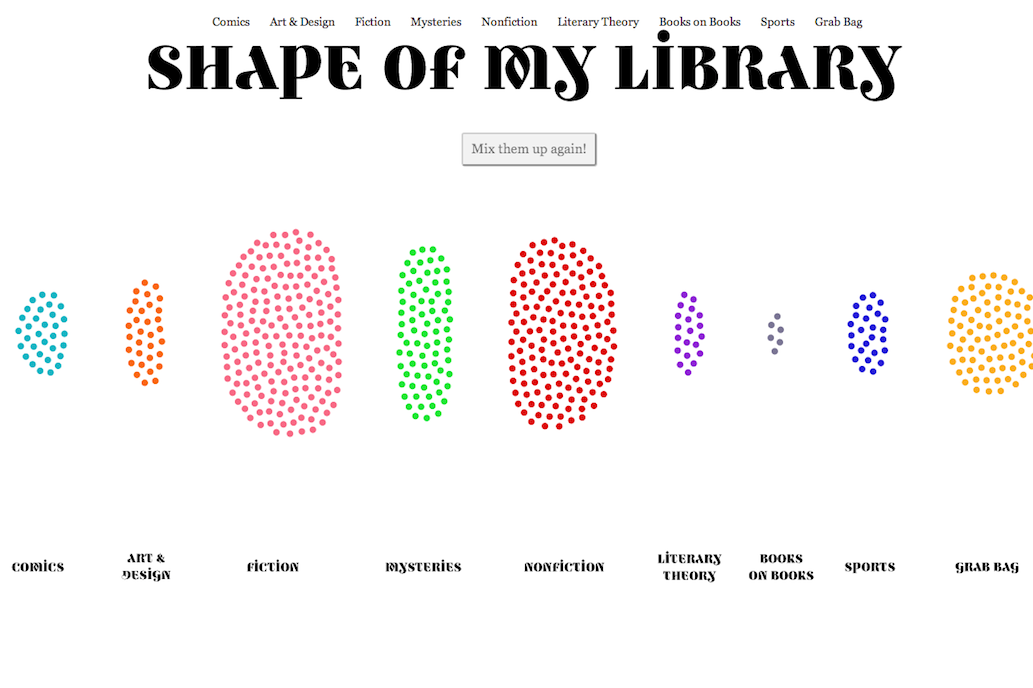 Comics Art & Design Fiction Mysteries Nonfiction Literary Theory Books on Books Sports Grab Bag
SHAPE OF MY LIBRARY
Mix them up again!
COMICS
ART &
DESIGN
FICTION
MYSTERIES
NONFICTION
LITERARY
THEORY
BOOKS
ON BOOKS
SPORTS
GRAB BAG